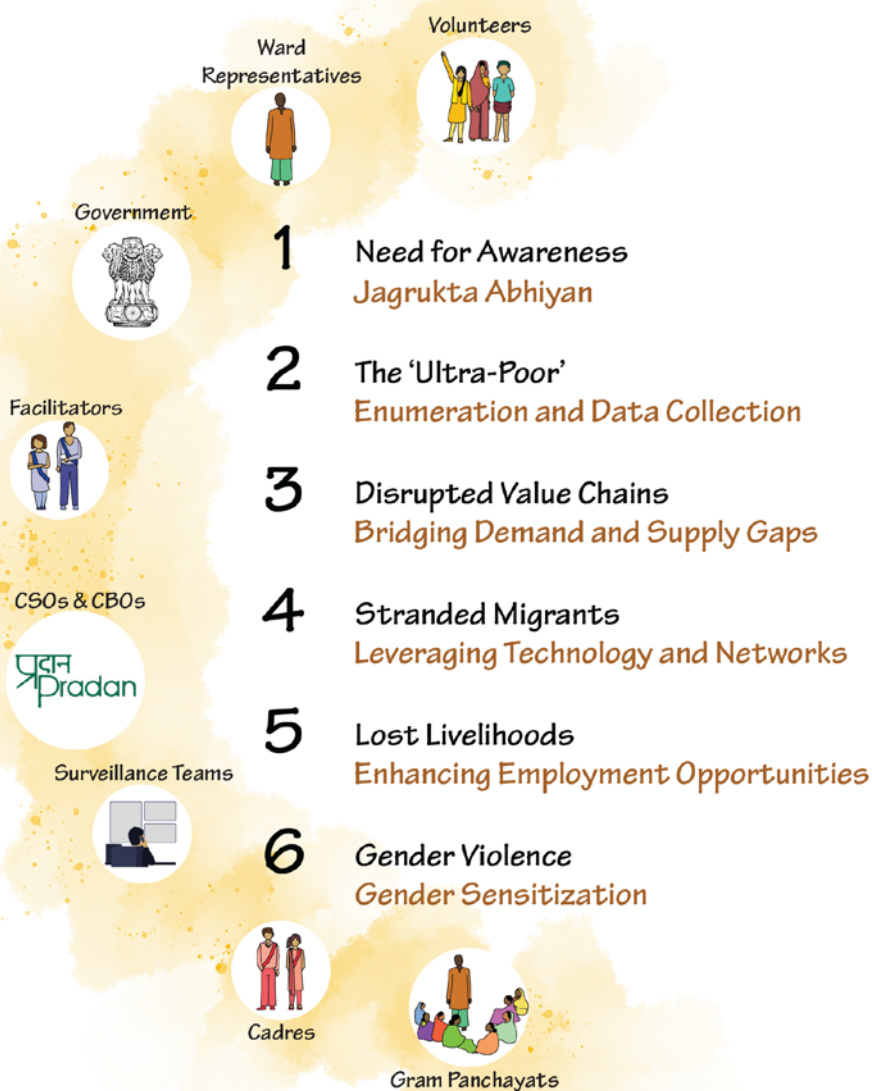 Volunteers
Ward
Representatives
Government
1
Need for Awareness
Jagrukta Abhiyan
2
The ‘Ultra-Poor’
Enumeration and Data Collection
Facilitators
3
Disrupted Value Chains
Bridging Demand and Supply Gaps
CSOs & CBOs
प्रदान
Pradan
4
Stranded Migrants
Leveraging Technology and Networks
5
Lost Livelihoods
Enhancing Employment Opportunities
Surveillance Teams
6
Gender Violence
Gender Sensitization
Cadres
Gram Panchayats